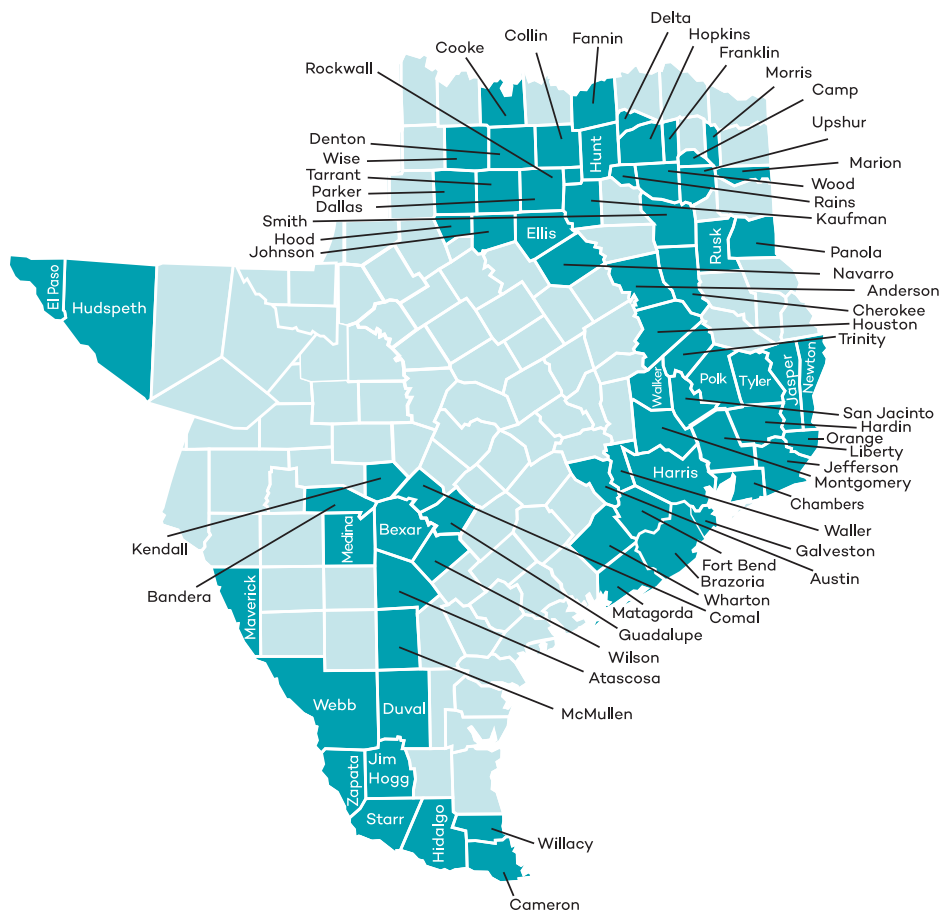 Delta
Hopkins
Collin
Fannin
Cooke
Franklin
Rockwall
Morris
Camp
Upshur
Denton
Hunt
Wise
Marion
Tarrant
Parker
Wood
Dallas
Rains
Smith
Kaufman
Hood
Ellis
Johnson
Rusk
Panola
El Paso
Hudspeth
Navarro
Anderson
Cherokee
Houston
Trinity
Walker
Polk
Tyler
Jasper
Newton
San Jacinto
Hardin
Orange
Liberty
Harris
Jefferson
Montgomery
Chambers
Waller
Kendall
Medina
Bexar
Galveston
Fort Bend
Austin
Brazoria
Bandera
Wharton
Maverick
Matagorda
Comal
Guadalupe
Wilson
Atascosa
Webb
Duval
McMullen
Zapata
Jim
Hogg
Starr
Hidalgo
Willacy
Cameron